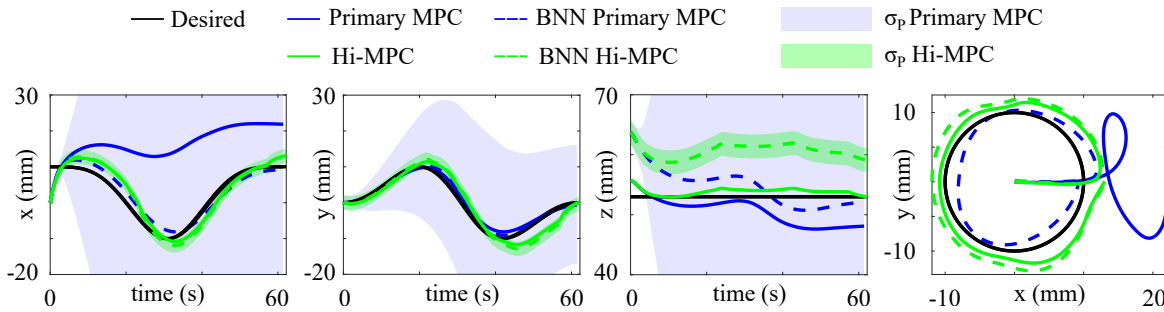 Desired Primary MPC BNN Primary MPC σP Primary MPC
Hi-MPC BNN Hi-MPC σP Hi-MPC
30 30 70
10
x (mm) y (mm) z (mm) y (mm)
-10
-20 -20 40
0 time (s) 60 0 time (s) 60 0 time (s) 60 -10 x (mm) 20